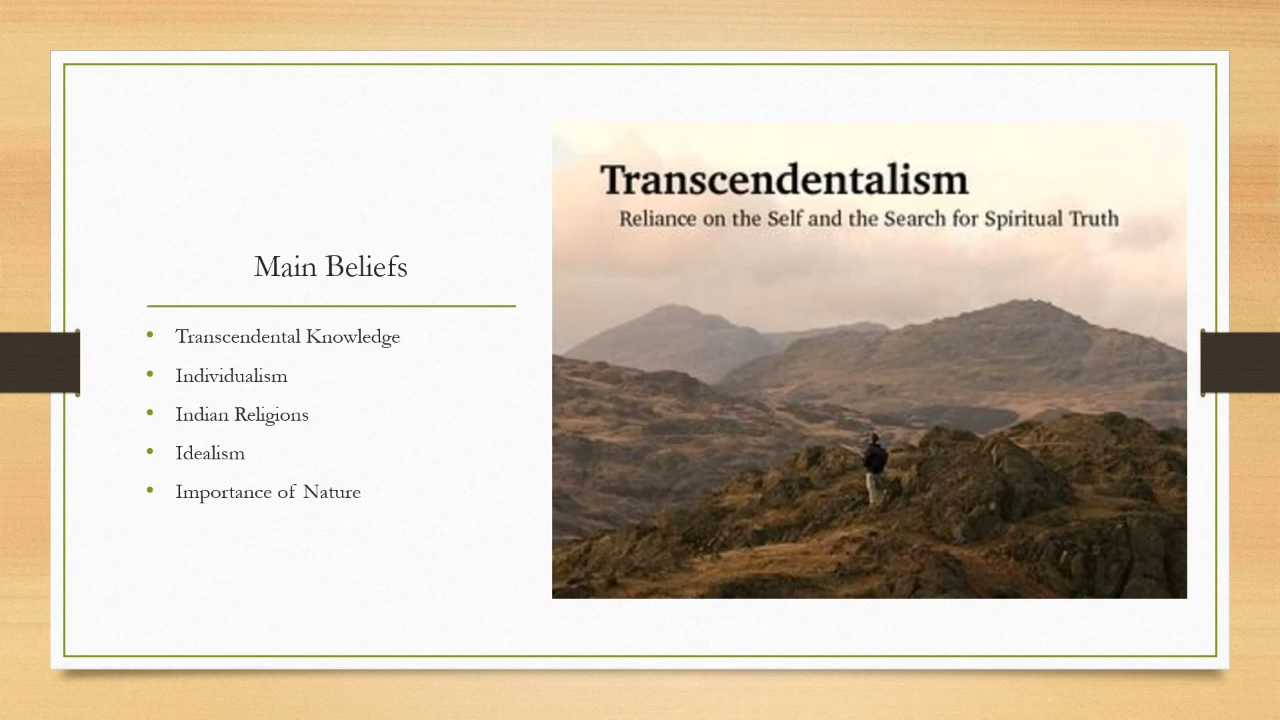 Main Beliefs
Transcendental Knowledge
Individualism
Indian Religions
Idealism
Importance of Nature
Transcendentalism
Reliance on the Self and the Search for Spiritual Truth